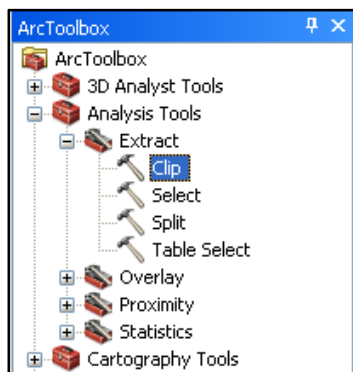 ArcToolbox
ArcToolbox
3D Analyst Tools
Analysis Tools
Extract
Clip
Select
Split
Table Select
Overlay
Proximity
Statistics
Cartography Tools